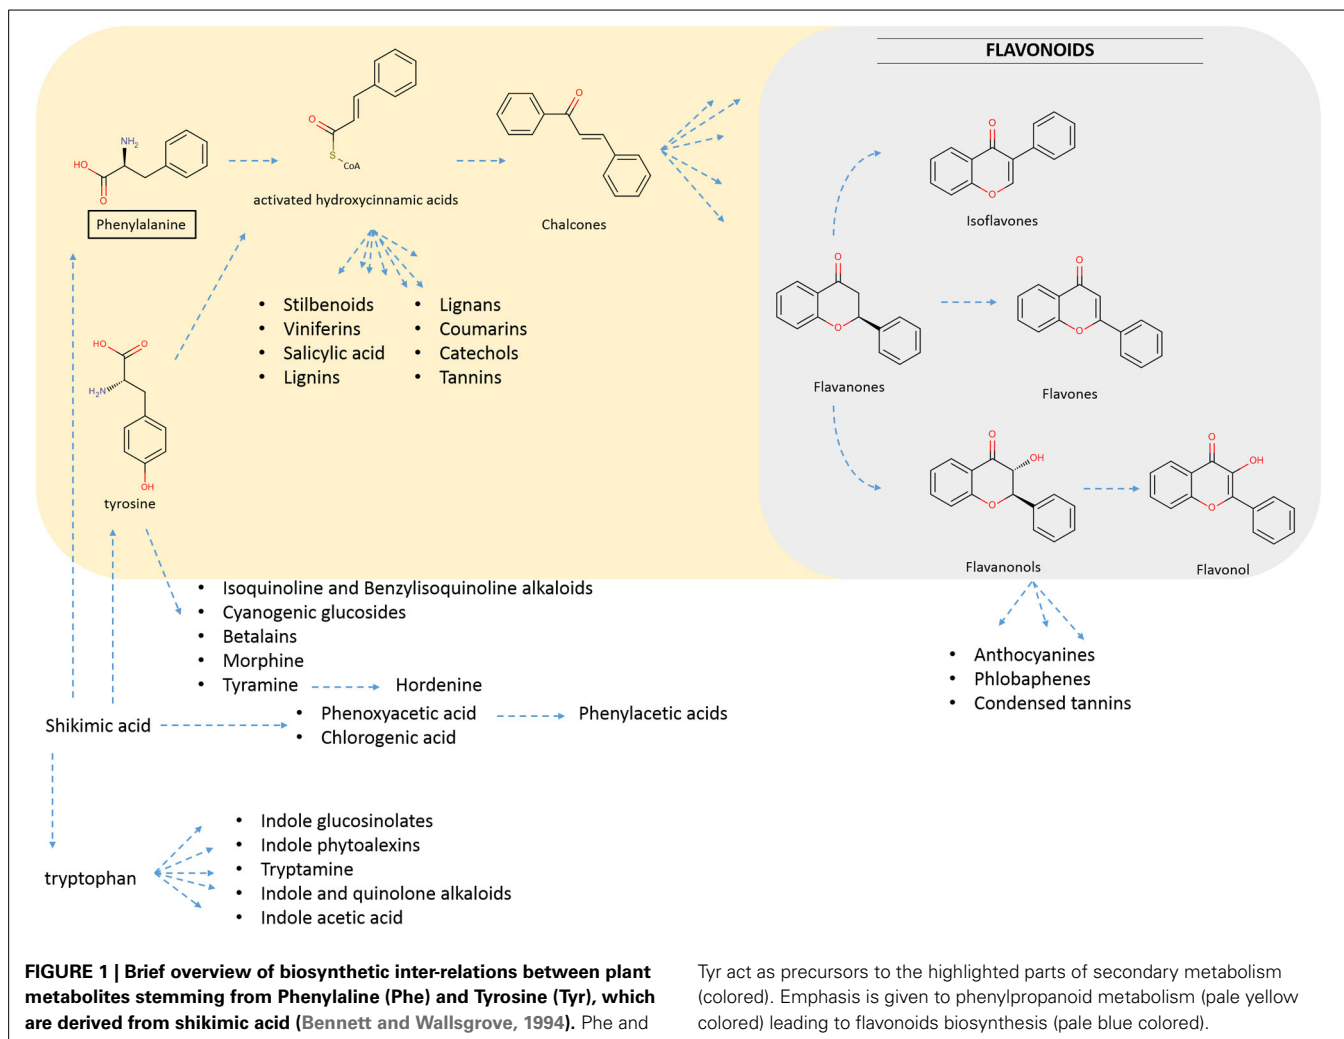 FLAVONOIDS
O
NH2
HO
O
Phenylalanine
O
S
CoA
activated hydroxycinnamic acids
O
Chalcones
• Stilbenoids
• Viniferins
• Salicylic acid
• Lignins
• Lignans
• Coumarins
• Catechols
• Tannins
HO
O
H2N
OH
tyrosine
O
O
Isoflavones
O
O
Flavanones
O
O
Flavones
O
OH
O
Flavanonols
O
OH
O
Flavonol
• Isoquinoline and Benzylisoquinoline alkaloids
• Cyanogenic glucosides
• Betalains
• Morphine
• Tyramine
Hordenine
• Anthocyanines
• Phlobaphenes
• Condensed tannins
Shikimic acid
• Phenoxyacetic acid
• Chlorogenic acid
Phenylacetic acids
tryptophan
• Indole glucosinolates
• Indole phytoalexins
• Tryptamine
• Indole and quinolone alkaloids
• Indole acetic acid
FIGURE 1 | Brief overview of biosynthetic inter-relations between plant
metabolites stemming from Phenylaline (Phe) and Tyrosine (Tyr), which
are derived from shikimic acid (Bennett and Wallsgrove, 1994). Phe and
Tyr act as precursors to the highlighted parts of secondary metabolism
(colored). Emphasis is given to phenylpropanoid metabolism (pale yellow
colored) leading to flavonoids biosynthesis (pale blue colored).